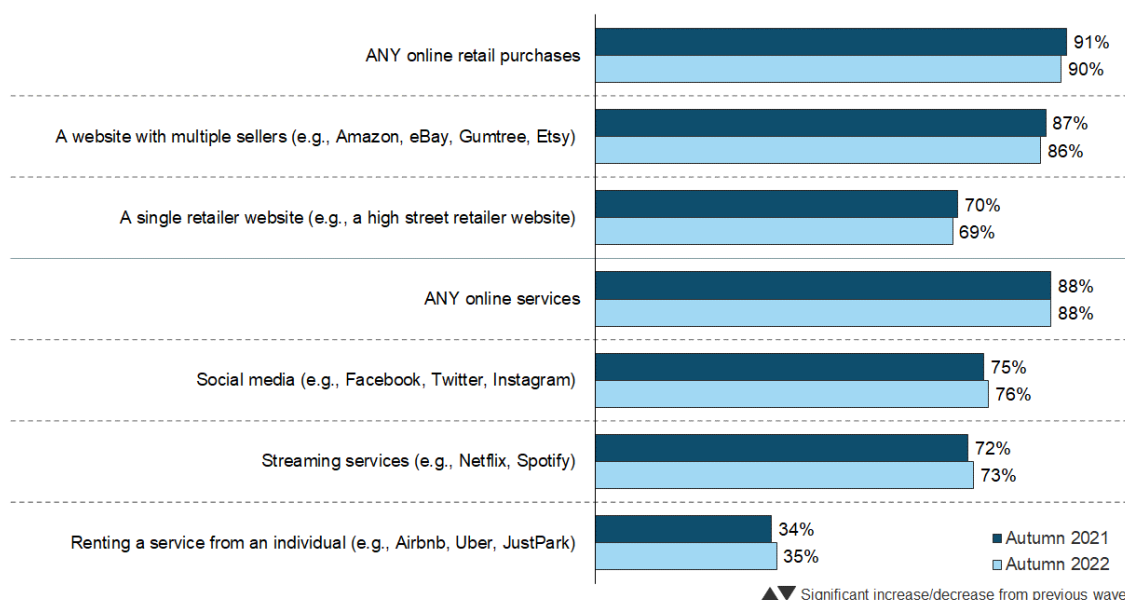 ANY online retail purchases
91%
90%
A website with multiple sellers (e.g., Amazon, eBay, Gumtree, Etsy)
87%
86%
A single retailer website (e.g., a high street retailer website)
70%
69%
ANY online services
88%
88%
Social media (e.g., Facebook, Twitter, Instagram)
75%
76%
Streaming services (e.g., Netflix, Spotify)
72%
73%
Renting a service from an individual (e.g., Airbnb, Uber, JustPark)
34%
35%
Autumn 2021
Autumn 2022
Significant increase/decrease from previous wave